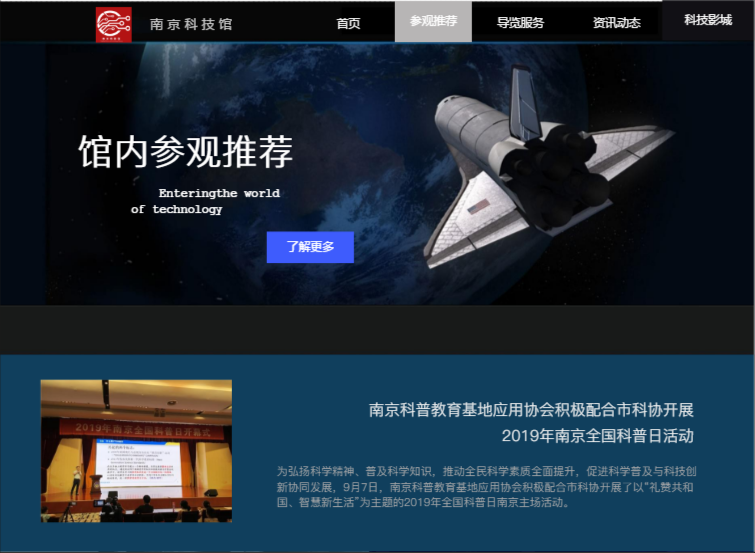 南京科技馆
首页
参观推荐
导览服务
资讯动态
科技影城
馆内参观推荐
Enteringthe world
of technology
了解更多
2019年南京全国科普日开幕式
南京科普教育基地应用协会积极配合市科协开展
2019年南京全国科普日活动
为弘扬科学精神、普及科学知识，推动全民科学素质全面提升，促进科学普及与科技创
新协同发展，9月7日，南京科普教育基地应用协会积极配合市科协开展了以“礼赞共和
国、智慧新生活”为主题的2019年全国科普日南京主场活动。